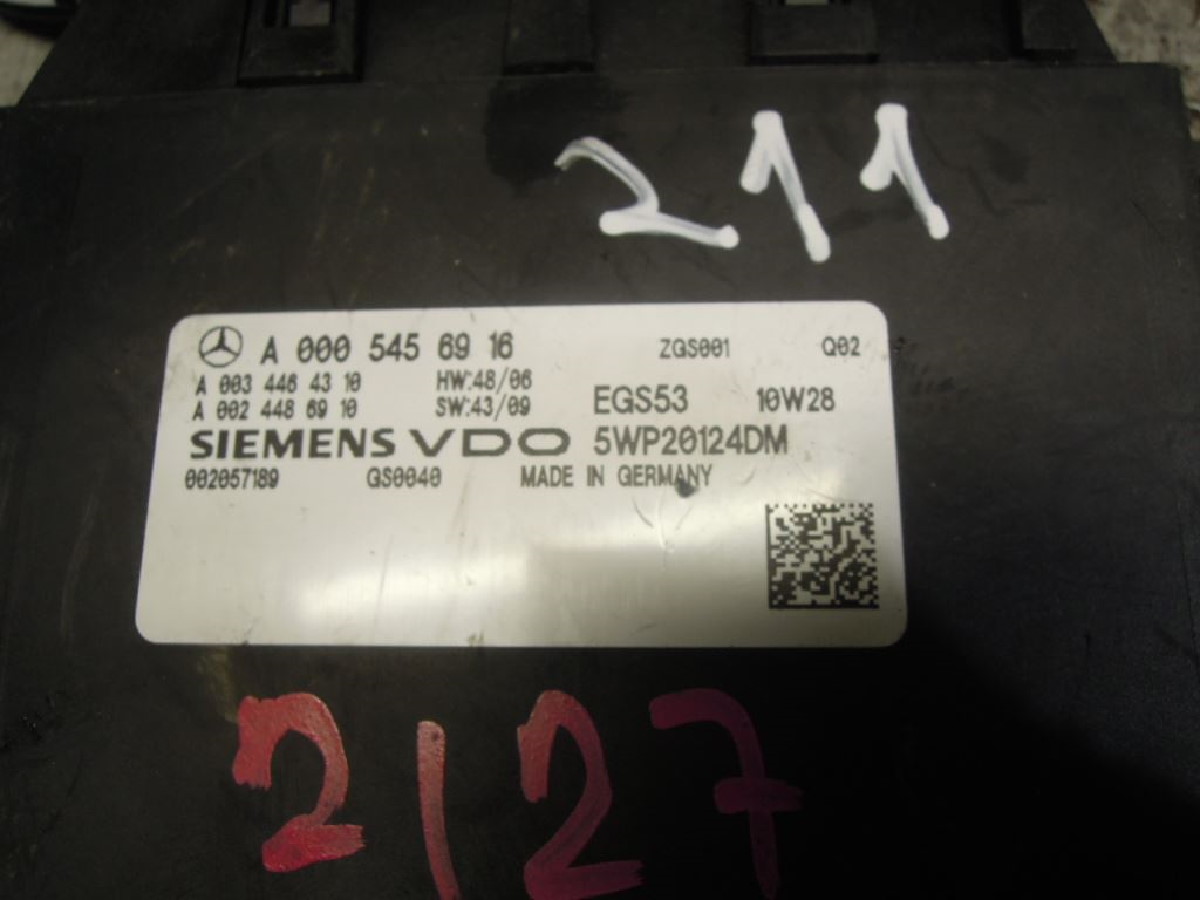 211
A 000 545 69 16 ZGS001 Q02
A 003 446 43 10 HW:48/06
A 002 448 69 10 SW:43/09 EGS53 10W28
SIEMENS VDO 5WP20124DM
002057189 QS0040 MADE IN GERMANY
2127